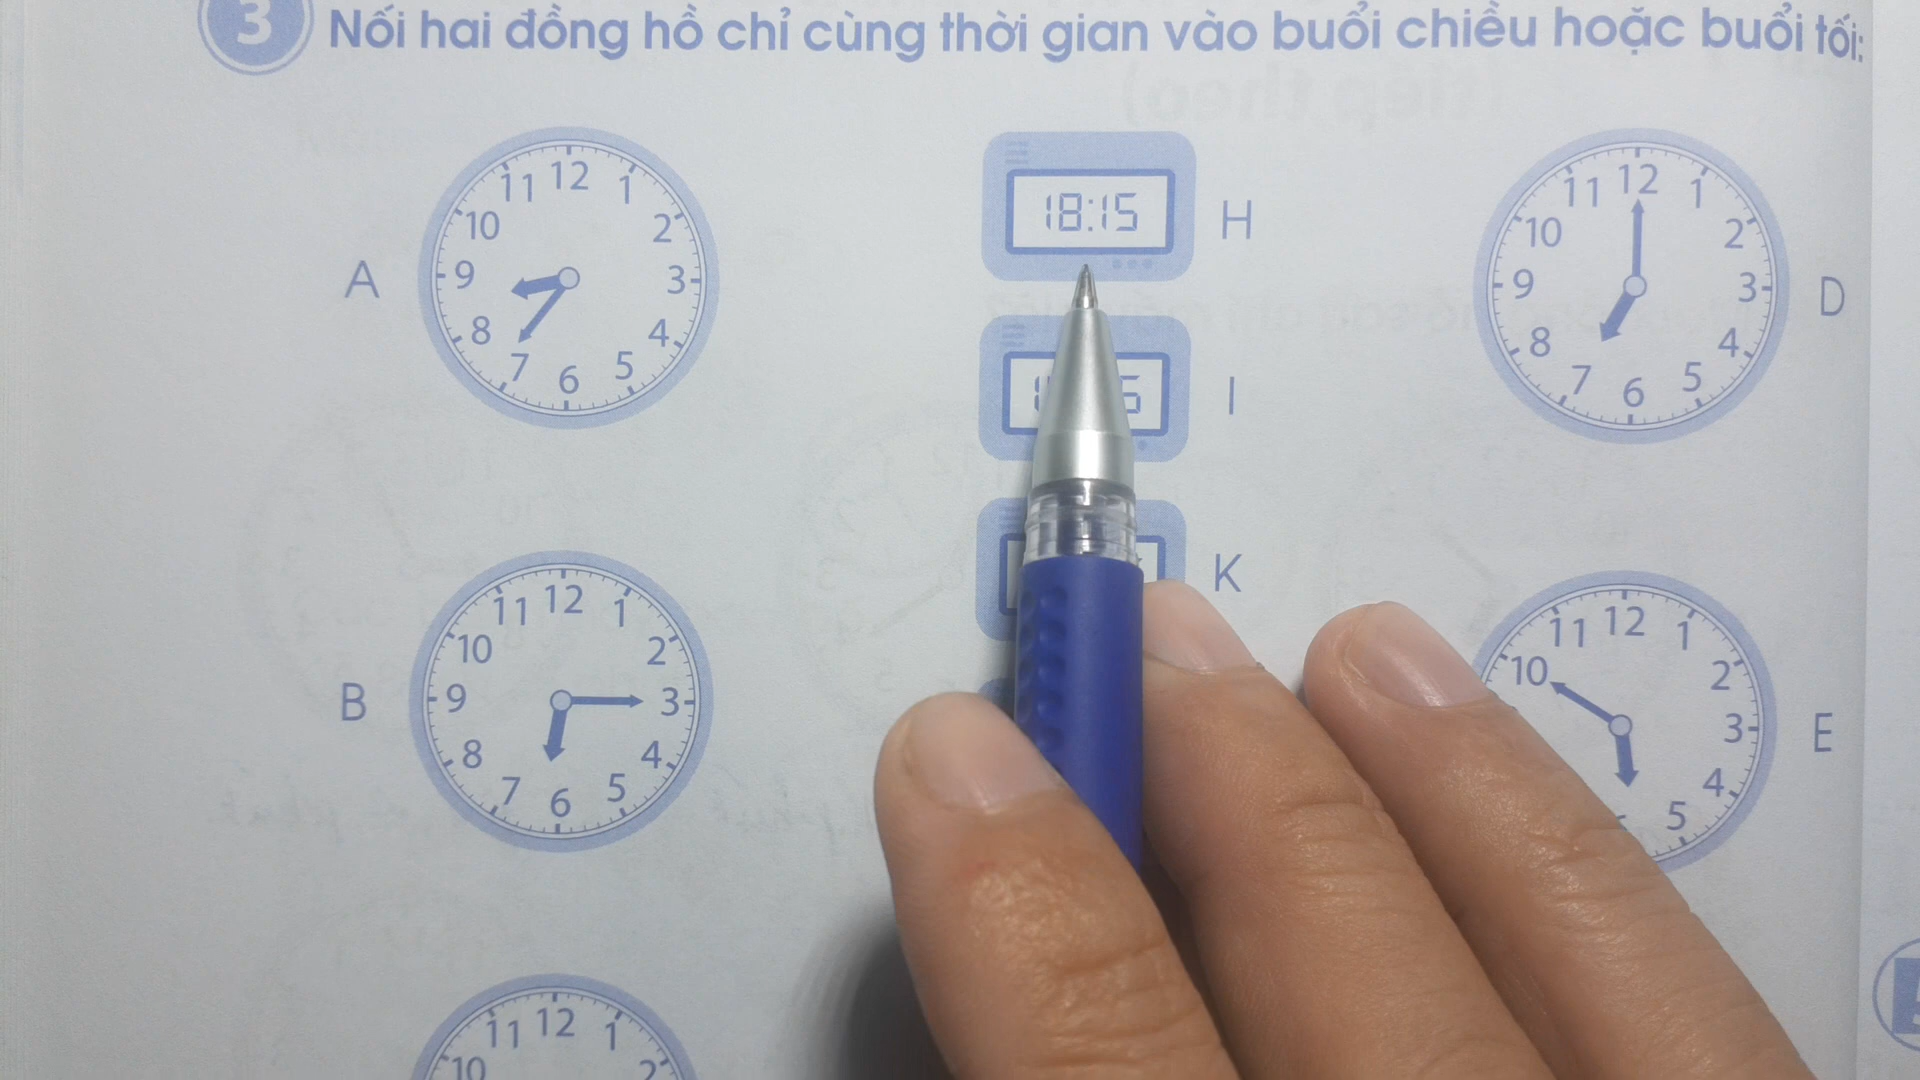 3 Nối hai đồng hồ chỉ cùng thời gian vào buổi chiều hoặc buổi tối:
A
11 12 1
10 2
9 3
8 4
7 6 5
18:15 H
I
K
11 12 1
10 2
9 3
8 4
7 6 5
D
B
11 12 1
10 2
9 3
8 4
7 6 5
11 12 1
10 2
3
4
5
E
11 12 1
10 2